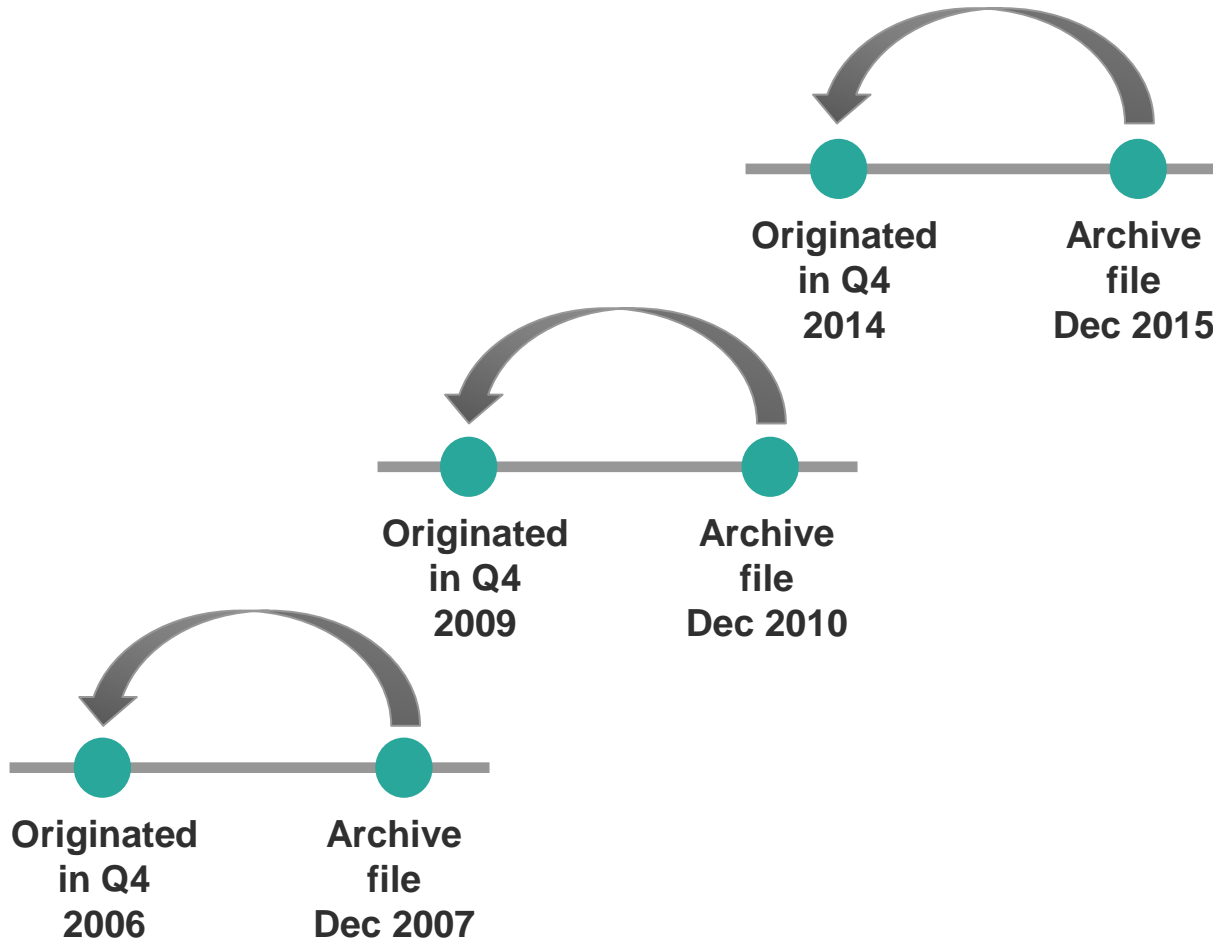 Originated
in Q4
2014
Archive
file
Dec 2015
Originated
in Q4
2009
Archive
file
Dec 2010
Originated
in Q4
2006
Archive
file
Dec 2007